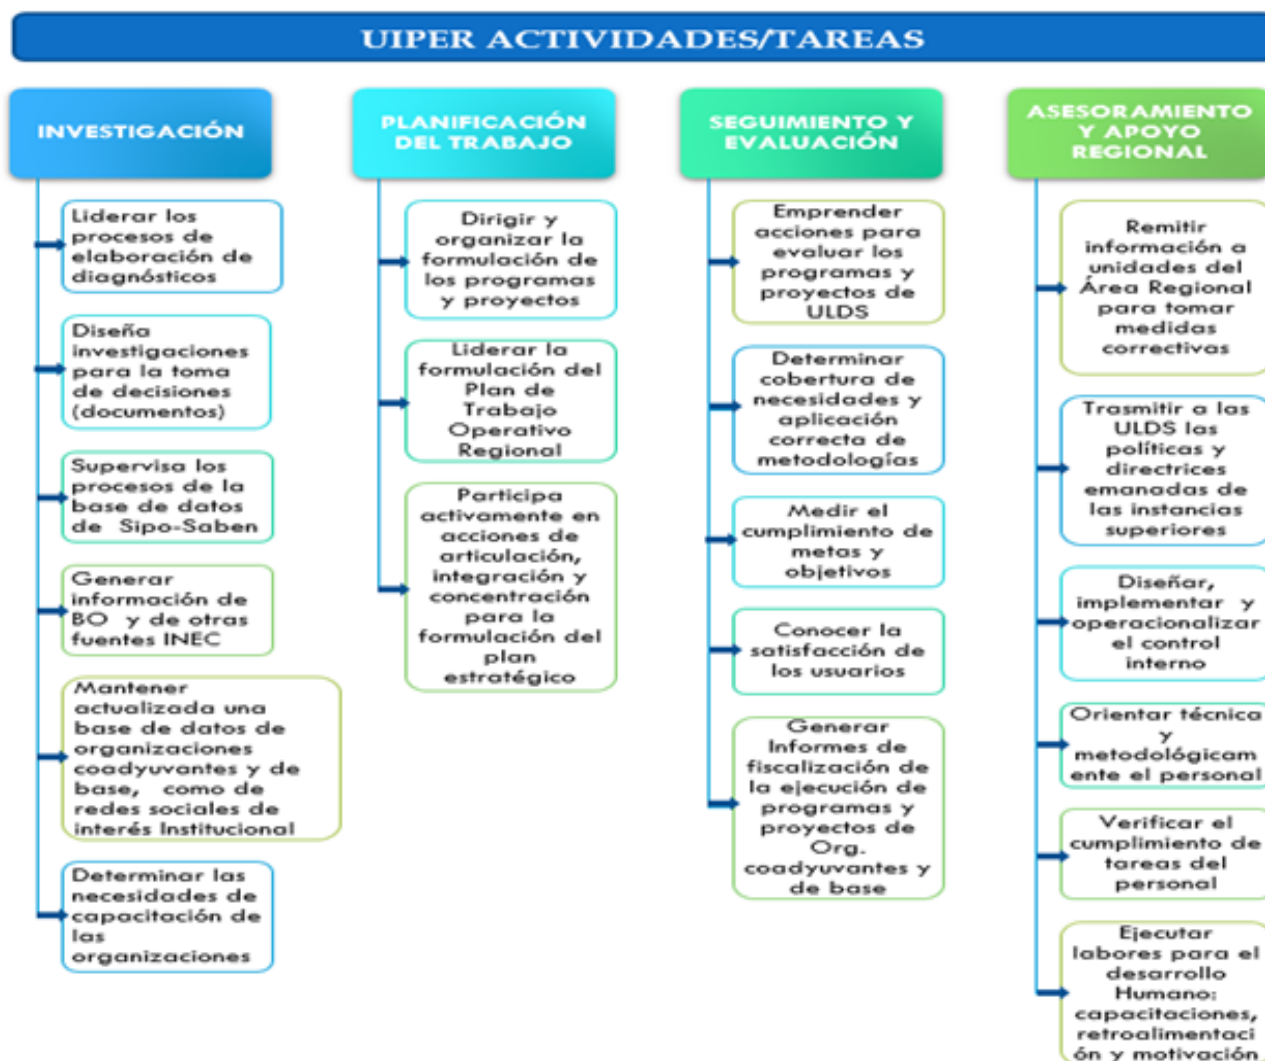 UIPER ACTIVIDADES/TAREAS
INVESTIGACIÓN
Liderar los
procesos de
elaboración de
diagnósticos
Diseña
investigaciones
para la toma
de decisiones
(documentos)
Supervisa los
procesos de la
base de datos
de Sipo-Saben
Generar
información de
BO y de otras
fuentes INEC
Mantener
actualizada una
base de datos de
organizaciones
coadyuvantes y de
base, como de
redes sociales de
interés Institucional
Determinar las
necesidades de
capacitación de
las
organizaciones
PLANIFICACIÓN
DEL TRABAJO
Dirigir y
organizar la
formulación de
los programas
y proyectos
Liderar la
formulación del
Plan de
Trabajo
Operativo
Regional
Participa
activamente en
acciones de
articulación,
integración y
concentración
para la
formulación del
plan
estratégico
SEGUIMIENTO Y
EVALUACIÓN
Emprender
acciones para
evaluar los
programas y
proyectos de
ULDS
Determinar
cobertura de
necesidades y
aplicación
correcta de
metodologías
Medir el
cumplimiento de
metas y
objetivos
Conocer la
satisfacción de
los usuarios
Generar
Informes de
fiscalización de
la ejecución de
programas y
proyectos de
Org.
coadyuvantes y
de base
ASESORAMIENTO
Y APOYO
REGIONAL
Remitir
información a
unidades del
Área Regional
para tomar
medidas
correctivas
Trasmitir a las
ULDS las
políticas y
directrices
emanadas de
las instancias
superiores
Diseñar,
implementar y
operacionalizar
el control
interno
Orientar técnica
y
metodológicam
ente el personal
Verificar el
cumplimiento de
tareas del
personal
Ejecutar
labores para el
desarrollo
Humano:
capacitaciones,
retroalimentaci
ón y motivación